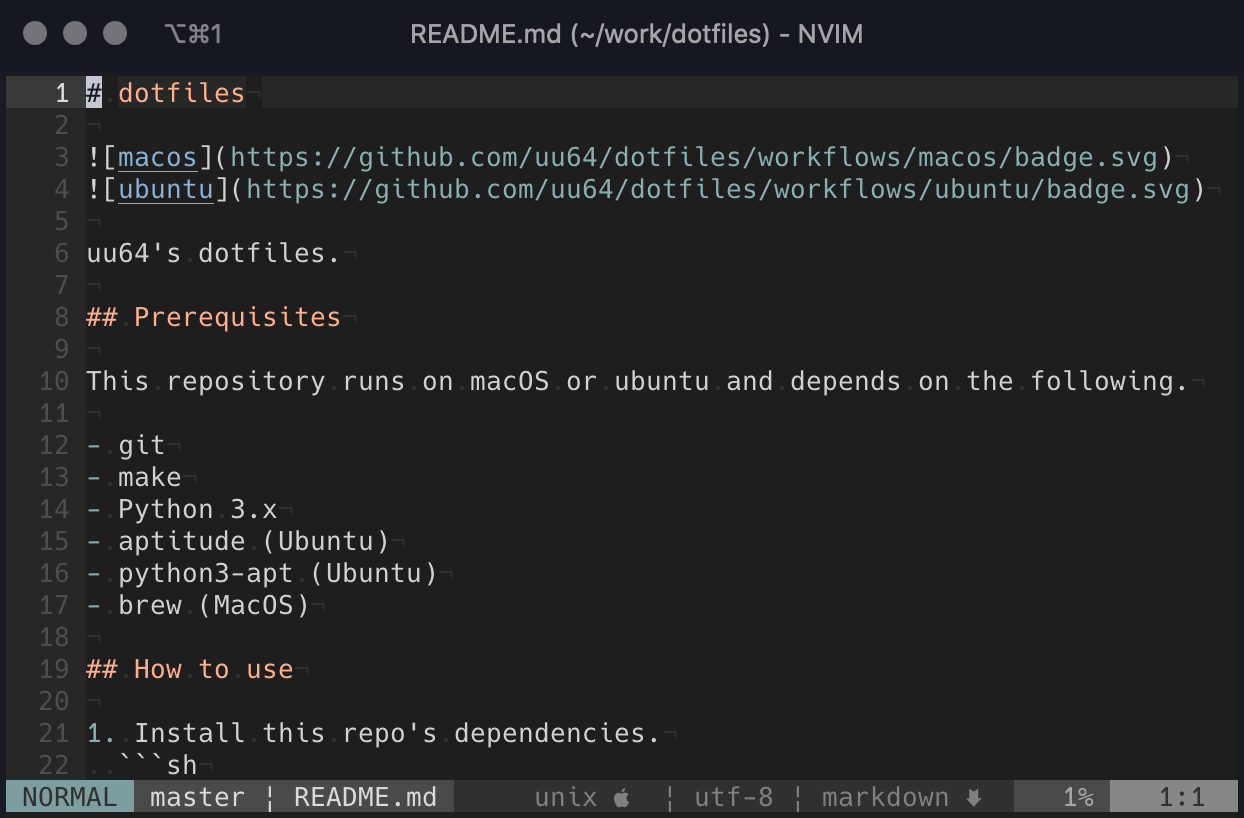 ⌥⌘1 README.md (~/work/dotfiles) - NVIM
1 # dotfiles¬
2 ¬
3 ![macos](https://github.com/uu64/dotfiles/workflows/macos/badge.svg)¬
4 ![ubuntu](https://github.com/uu64/dotfiles/workflows/ubuntu/badge.svg)¬
5 ¬
6 uu64's dotfiles.¬
7 ¬
8 ## Prerequisites¬
9 ¬
10 This repository runs on macOS or ubuntu and depends on the following.¬
11 ¬
12 - git¬
13 - make¬
14 - Python 3.x¬
15 - aptitude (Ubuntu)¬
16 - python3-apt (Ubuntu)¬
17 - brew (MacOS)¬
18 ¬
19 ## How to use¬
20 ¬
21 1. Install this repo's dependencies.¬
22 ```sh¬
NORMAL master ¦ README.md unix ¦ utf-8 ¦ markdown 1% 1:1